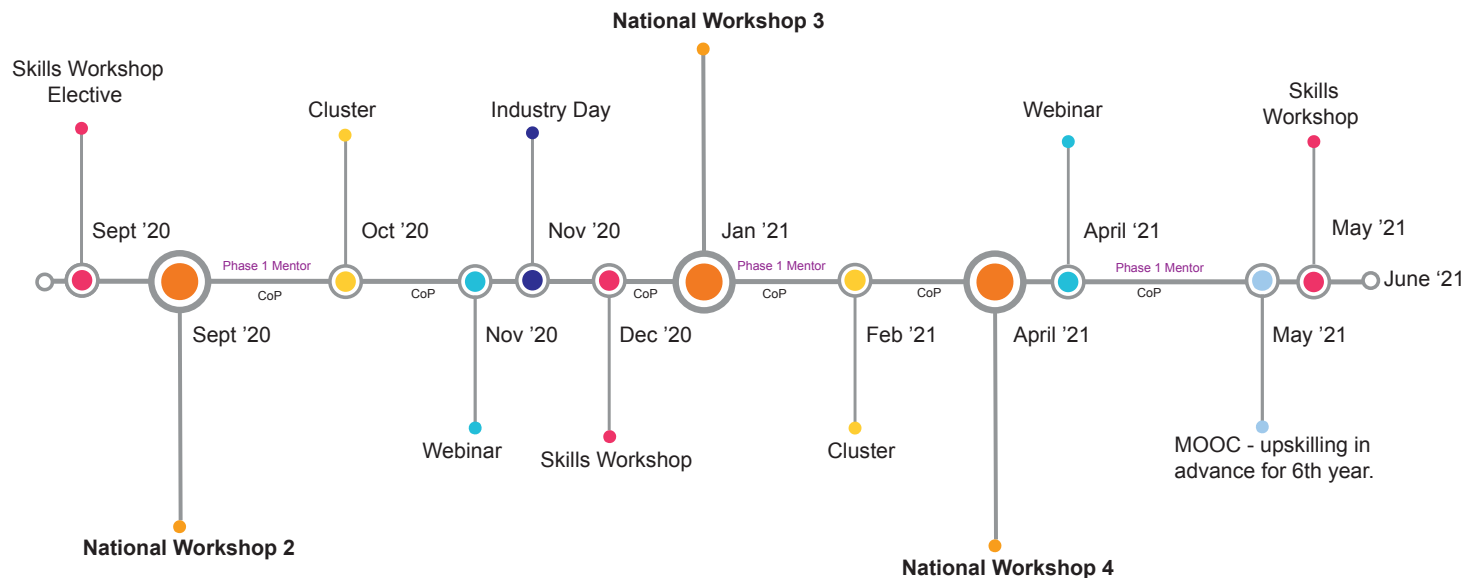 National Workshop 3
Skills Workshop
Elective
Cluster
Industry Day
Webinar
Skills
Workshop
Sept ’20
Oct ’20
Nov ’20
Jan ’21
April ’21
May ’21
Phase 1 Mentor
CoP
CoP
CoP
Phase 1 Mentor
CoP
CoP
Phase 1 Mentor
CoP
June ‘21
Sept ’20
Nov ’20
Dec ’20
Feb ’21
April ’21
May ’21
Webinar
Skills Workshop
Cluster
MOOC - upskilling in
advance for 6th year.
National Workshop 2
National Workshop 4